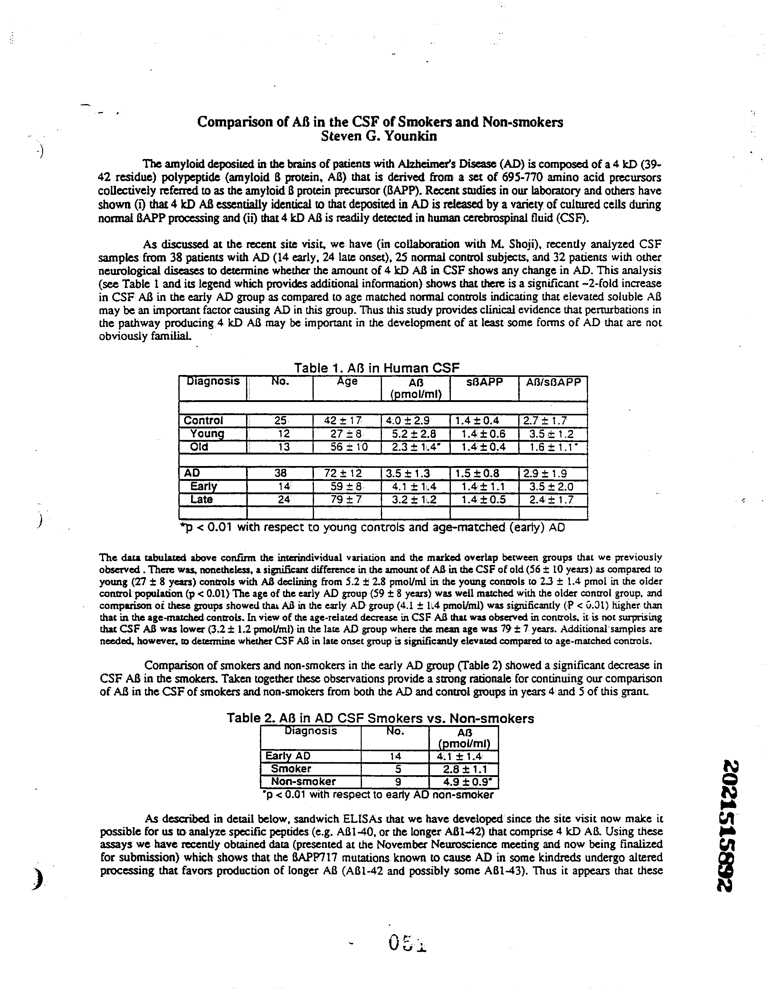 Comparison of Aß in the CSF of Smokers and Non-smokers
Steven G. Younkin
The amyloid deposited in the brains of patients with Alzheimer's Disease (AD) is composed of a 4 kD (39-
42 residue) polypeptide (amyloid ß protein, Aß) that is derived from a set of 695-770 amino acid precursors
collectively referred to as the amyloid ß protein precursor (ßAPP). Recent studies in our laboratory and others have
shown (i) that 4 kD Aß essentially identical to that deposited in AD is released by a variety of cultured cells during
normal ßAPP processing and (ii) that 4 kD Aß is readily detected in human cerebrospinal fluid (CSF).
As discussed at the recent site visit, we have (in collaboration with M. Shoji), recently analyzed CSF
samples from 38 patients with AD (14 early, 24 late onset), 25 normal control subjects, and 32 patients with other
neurological diseases to determine whether the amount of 4 kD Aß in CSF shows any change in AD. This analysis
(see Table 1 and its legend which provides additional information) shows that there is a significant ~2-fold increase
in CSF Aß in the early AD group as compared to age matched normal controls indicating that elevated soluble Aß
may be an important factor causing AD in this group. Thus this study provides clinical evidence that perturbations in
the pathway producing 4 kD Aß may be important in the development of at least some forms of AD that are not
obviously familial.
Table 1. Aß in Human CSF
Diagnosis No. Age Aß sßAPP Aß/sßAPP
(pmol/ml)
Control 25 42 ± 17 4.0 ± 2.9 1.4 ± 0.4 2.7 ± 1.7
Young 12 27 ± 8 5.2 ± 2.8 1.4 ± 0.6 3.5 ± 1.2
Old 13 56 ± 10 2.3 ± 1.4* 1.4 ± 0.4 1.6 ± 1.1*
AD 38 72 ± 12 3.5 ± 1.3 1.5 ± 0.8 2.9 ± 1.9
Early 14 59 ± 8 4.1 ± 1.4 1.4 ± 1.1 3.5 ± 2.0
Late 24 79 ± 7 3.2 ± 1.2 1.4 ± 0.5 2.4 ± 1.7
*p < 0.01 with respect to young controls and age-matched (early) AD
The data tabulated above confirm the interindividual variation and the marked overlap between groups that we previously
observed . There was, nonetheless, a significant difference in the amount of Aß in the CSF of old (56 ± 10 years) as compared to
young (27 ± 8 years) controls with Aß declining from 5.2 ± 2.8 pmol/ml in the young controls to 2.3 ± 1.4 pmol in the older
control population (p < 0.01) The age of the early AD group (59 ± 8 years) was well matched with the older control group, and
comparison of these groups showed that Aß in the early AD group (4.1 ± 1.4 pmol/ml) was significantly (P < 0.01) higher than
that in the age-matched controls. In view of the age-related decrease in CSF Aß that was observed in controls, it is not surprising
that CSF Aß was lower (3.2 ± 1.2 pmol/ml) in the late AD group where the mean age was 79 ± 7 years. Additional samples are
needed, however, to determine whether CSF Aß in late onset group is significantly elevated compared to age-matched controls.
Comparison of smokers and non-smokers in the early AD group (Table 2) showed a significant decrease in
CSF Aß in the smokers. Taken together these observations provide a strong rationale for continuing our comparison
of Aß in the CSF of smokers and non-smokers from both the AD and control groups in years 4 and 5 of this grant.
Table 2. Aß in AD CSF Smokers vs. Non-smokers
Diagnosis No. Aß
(pmol/ml)
Early AD 14 4.1 ± 1.4
Smoker 5 2.8 ± 1.1
Non-smoker 9 4.9 ± 0.9*
*p < 0.01 with respect to early AD non-smoker
As described in detail below, sandwich ELISAs that we have developed since the site visit now make it
possible for us to analyze specific peptides (e.g. Aß1-40, or the longer Aß1-42) that comprise 4 kD Aß. Using these
assays we have recently obtained data (presented at the November Neuroscience meeting and now being finalized
for submission) which shows that the ßAPP717 mutations known to cause AD in some kindreds undergo altered
processing that favors production of longer Aß (Aß1-42 and possibly some Aß1-43). Thus it appears that these
2021515892
051